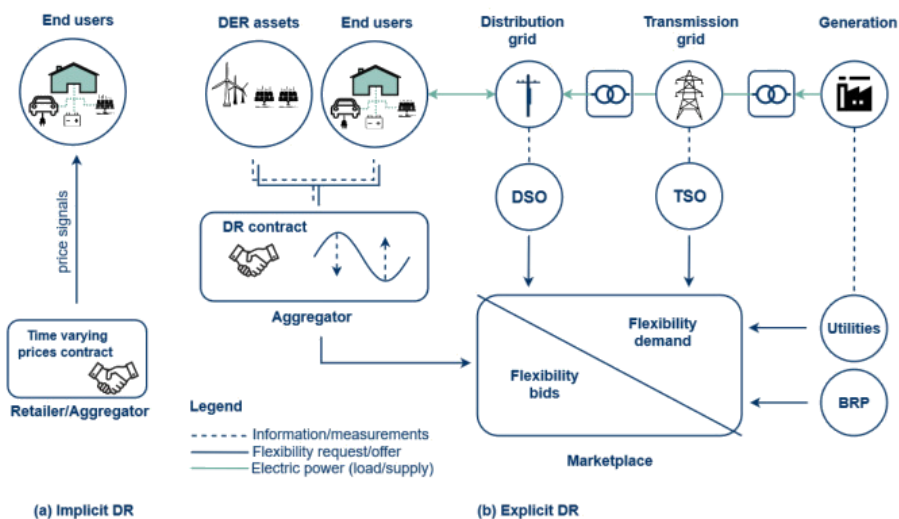 End users
DER assets
End users
Distribution
grid
Transmission
grid
Generation
price signals
DSO
TSO
DR contract
Aggregator
Time varying
prices contract
Retailer/Aggregator
Flexibility
demand
Flexibility
bids
Utilities
BRP
Marketplace
Legend
Information/measurements
Flexibility request/offer
Electric power (load/supply)
(a) Implicit DR
(b) Explicit DR